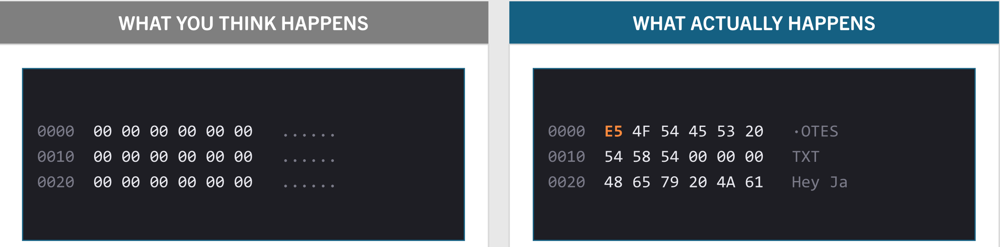 WHAT YOU THINK HAPPENS
0000 00 00 00 00 00 00 ......
0010 00 00 00 00 00 00 ......
0020 00 00 00 00 00 00 ......
WHAT ACTUALLY HAPPENS
0000 E5 4F 54 45 53 20 ·OTES
0010 54 58 54 00 00 00 TXT
0020 48 65 79 20 4A 61 Hey Ja